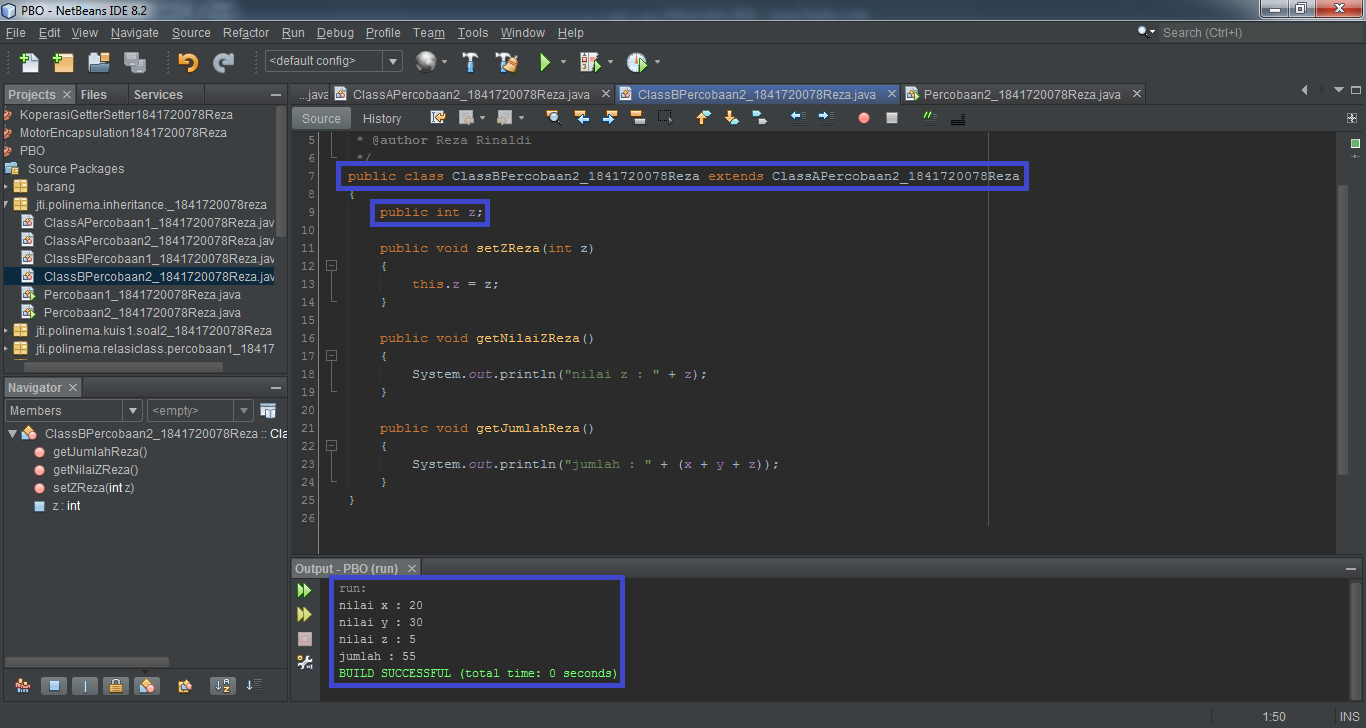 PBO - NetBeans IDE 8.2
File Edit View Navigate Source Refactor Run Debug Profile Team Tools Window Help
Search (Ctrl+I)
<default config>
Projects Files Services
KoperasiGetterSetter1841720078Reza
MotorEncapsulation1841720078Reza
PBO
Source Packages
barang
jti.polinema.inheritance._1841720078reza
ClassAPercobaan1_1841720078Reza.jav
ClassAPercobaan2_1841720078Reza.jav
ClassBPercobaan1_1841720078Reza.jav
ClassBPercobaan2_1841720078Reza.jav
Percobaan1_1841720078Reza.java
Percobaan2_1841720078Reza.java
jti.polinema.kuis1.soal2_1841720078Reza
jti.polinema.relasiclass.percobaan1_18417
Navigator
Members <empty>
ClassBPercobaan2_1841720078Reza :: Cla
getJumlahReza()
getNilaiZReza()
setZReza(int z)
z : int
...java ClassAPercobaan2_1841720078Reza.java ClassBPercobaan2_1841720078Reza.java Percobaan2_1841720078Reza.java
Source History
5 * @author Reza Rinaldi
6 */
7 public class ClassBPercobaan2_1841720078Reza extends ClassAPercobaan2_1841720078Reza
8 {
9 public int z;
10
11 public void setZReza(int z)
12 {
13 this.z = z;
14 }
15
16 public void getNilaiZReza()
17 {
18 System.out.println("nilai z : " + z);
19 }
20
21 public void getJumlahReza()
22 {
23 System.out.println("jumlah : " + (x + y + z));
24 }
25 }
26
Output - PBO (run)
run:
nilai x : 20
nilai y : 30
nilai z : 5
jumlah : 55
BUILD SUCCESSFUL (total time: 0 seconds)
1:50 INS